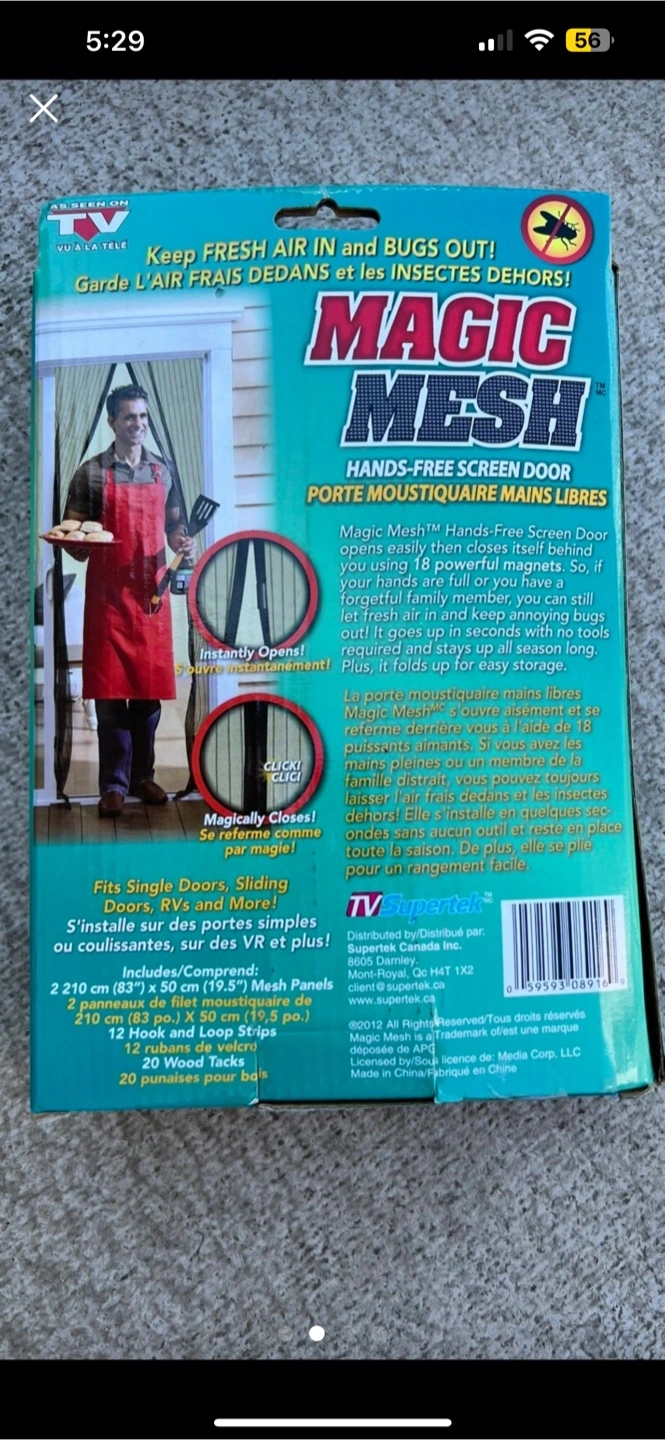 5:29
56
AS SEEN ON
TV
VU À LA TÉLÉ
Keep FRESH AIR IN and BUGS OUT!
Garde L'AIR FRAIS DEDANS et les INSECTES DEHORS!
MAGIC
MESH
TM
MC
HANDS-FREE SCREEN DOOR
PORTE MOUSTIQUAIRE MAINS LIBRES
Magic Mesh™ Hands-Free Screen Door
opens easily then closes itself behind
you using 18 powerful magnets. So, if
your hands are full or you have a
forgetful family member, you can still
let fresh air in and keep annoying bugs
out! It goes up in seconds with no tools
required and stays up all season long.
Plus, it folds up for easy storage.
Instantly Opens!
S'ouvre instantanément!
La porte moustiquaire mains libres
Magic Meshᴹᶜ s'ouvre aisément et se
referme derrière vous à l'aide de 18
puissants aimants. Si vous avez les
mains pleines ou un membre de la
famille distrait, vous pouvez toujours
laisser l'air frais dedans et les insectes
dehors! Elle s'installe en quelques sec-
ondes sans aucun outil et reste en place
toute la saison. De plus, elle se plie
pour un rangement facile.
CLICK!
CLIC!
Magically Closes!
Se referme comme
par magie!
Fits Single Doors, Sliding
Doors, RVs and More!
S'installe sur des portes simples
ou coulissantes, sur des VR et plus!
Includes/Comprend:
2 210 cm (83") x 50 cm (19.5") Mesh Panels
2 panneaux de filet moustiquaire de
210 cm (83 po.) X 50 cm (19,5 po.)
12 Hook and Loop Strips
12 rubans de velcro
20 Wood Tacks
20 punaises pour bois
TV Supertek
TM
MC
Distributed by/Distribué par:
Supertek Canada Inc.
8605 Darnley.
Mont-Royal, Qc H4T 1X2
client@supertek.ca
www.supertek.ca
0 59593 08916 9
©2012 All Rights Reserved/Tous droits réservés
Magic Mesh is a Trademark of/est une marque
déposée de APG
Licensed by/Sous licence de: Media Corp, LLC
Made in China/Fabriqué en Chine